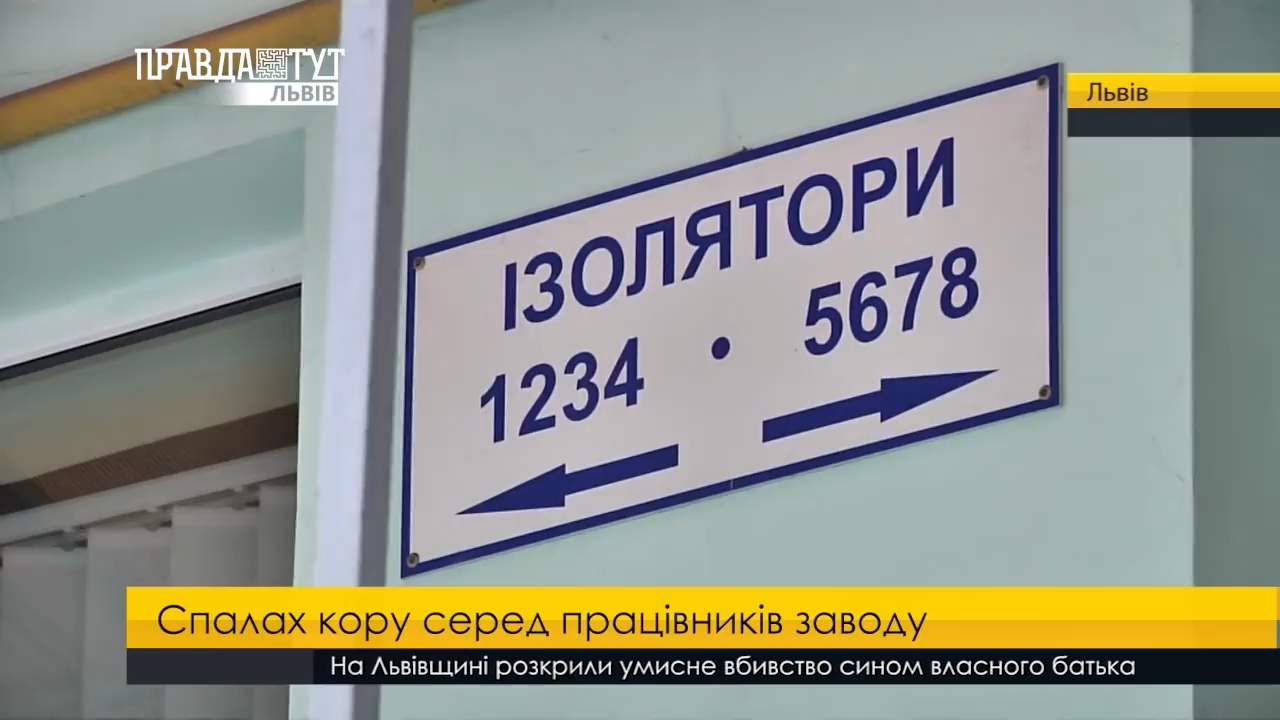 ПРАВДА ТУТ
ЛЬВІВ
Львів
ІЗОЛЯТОРИ
1234 • 5678
Спалах кору серед працівників заводу
На Львівщині розкрили умисне вбивство сином власного батька